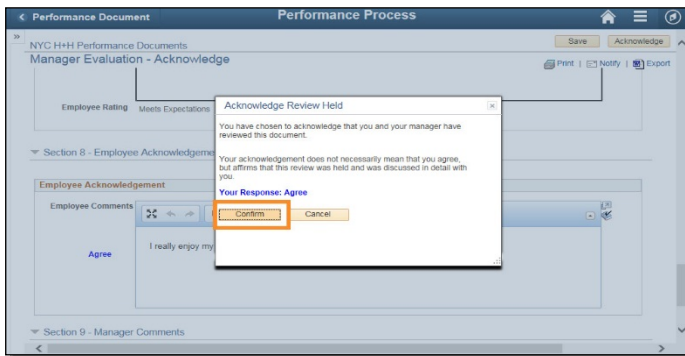 Performance Document
Performance Process
NYC H+H Performance Documents
Save
Acknowledge
Manager Evaluation - Acknowledge
Print | Notify | Export
Employee Rating Meets Expectations
Acknowledge Review Held
You have chosen to acknowledge that you and your manager have
reviewed this document.
Section 8 - Employee Acknowledgeme
Your acknowledgement does not necessarily mean that you agree,
but affirms that this review was held and was discussed in detail with
you.
Employee Acknowledgement
Your Response: Agree
Employee Comments
Confirm
Cancel
Agree
I really enjoy my
Section 9 - Manager Comments